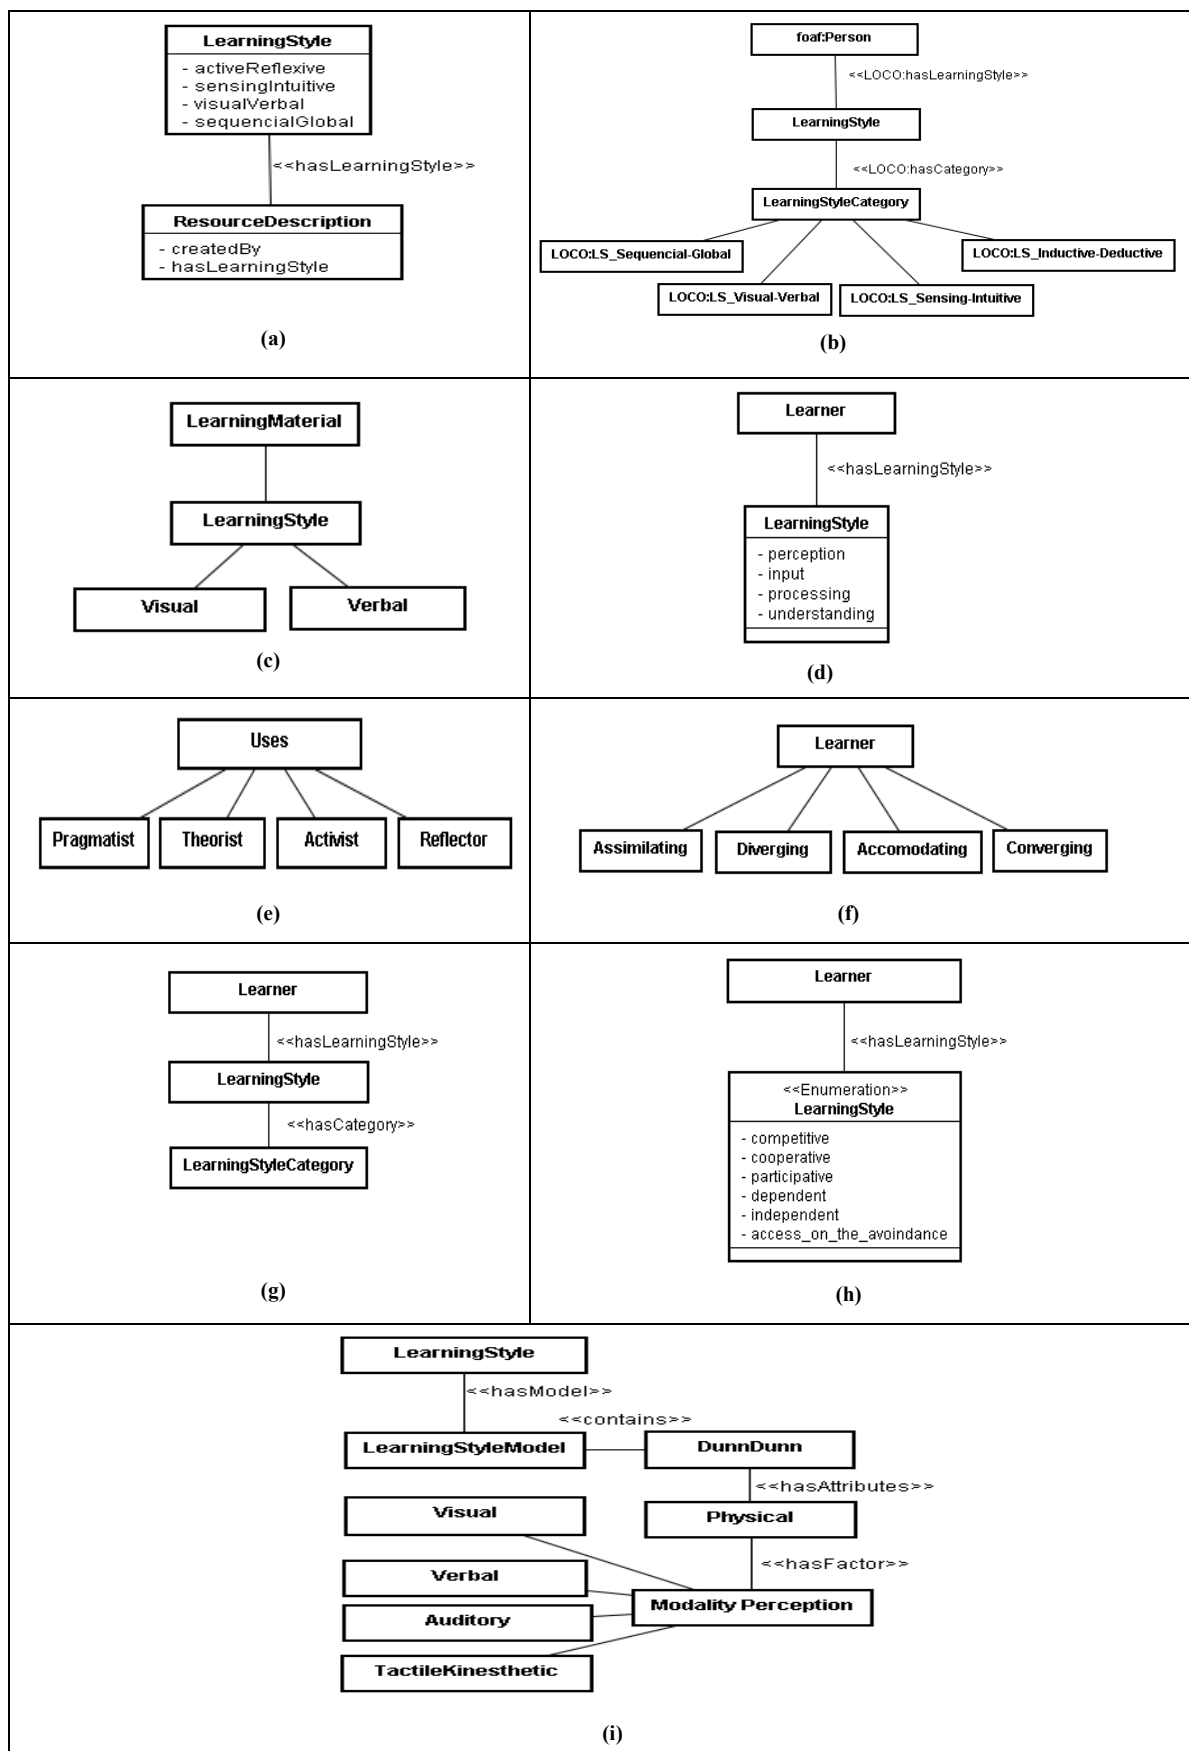 LearningStyle
- activeReflexive
- sensingIntuitive
- visualVerbal
- sequencialGlobal
<<hasLearningStyle>>
ResourceDescription
- createdBy
- hasLearningStyle
(a)
foaf:Person
<<LOCO:hasLearningStyle>>
LearningStyle
<<LOCO:hasCategory>>
LearningStyleCategory
LOCO:LS_Sequencial-Global
LOCO:LS_Inductive-Deductive
LOCO:LS_Visual-Verbal
LOCO:LS_Sensing-Intuitive
(b)
LearningMaterial
LearningStyle
Visual
Verbal
(c)
Learner
<<hasLearningStyle>>
LearningStyle
- perception
- input
- processing
- understanding
(d)
Uses
Pragmatist
Theorist
Activist
Reflector
(e)
Learner
Assimilating
Diverging
Accomodating
Converging
(f)
Learner
<<hasLearningStyle>>
LearningStyle
<<hasCategory>>
LearningStyleCategory
(g)
Learner
<<hasLearningStyle>>
<<Enumeration>>
LearningStyle
- competitive
- cooperative
- participative
- dependent
- independent
- access_on_the_avoindance
(h)
LearningStyle
<<hasModel>>
<<contains>>
LearningStyleModel
DunnDunn
<<hasAttributes>>
Visual
Physical
<<hasFactor>>
Verbal
Modality Perception
Auditory
TactileKinesthetic
(i)